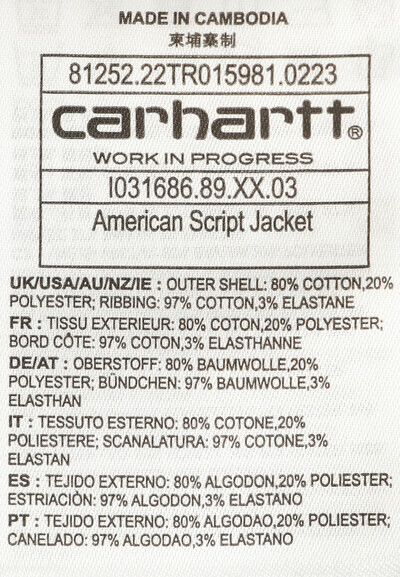 MADE IN CAMBODIA
柬埔寨制
81252.22TR015981.0223
carhartt®
WORK IN PROGRESS
I031686.89.XX.03
American Script Jacket
UK/USA/AU/NZ/IE : OUTER SHELL: 80% COTTON,20%
POLYESTER; RIBBING: 97% COTTON,3% ELASTANE
FR : TISSU EXTERIEUR: 80% COTON,20% POLYESTER;
BORD CÔTE: 97% COTON,3% ELASTHANNE
DE/AT : OBERSTOFF: 80% BAUMWOLLE,20%
POLYESTER; BÜNDCHEN: 97% BAUMWOLLE,3%
ELASTHAN
IT : TESSUTO ESTERNO: 80% COTONE,20%
POLIESTERE; SCANALATURA: 97% COTONE,3%
ELASTAN
ES : TEJIDO EXTERNO: 80% ALGODON,20% POLIESTER;
ESTRIACIÒN: 97% ALGODON,3% ELASTANO
PT : TEJIDO EXTERNO: 80% ALGODAO,20% POLIESTER;
CANELADO: 97% ALGODAO,3% ELASTANO